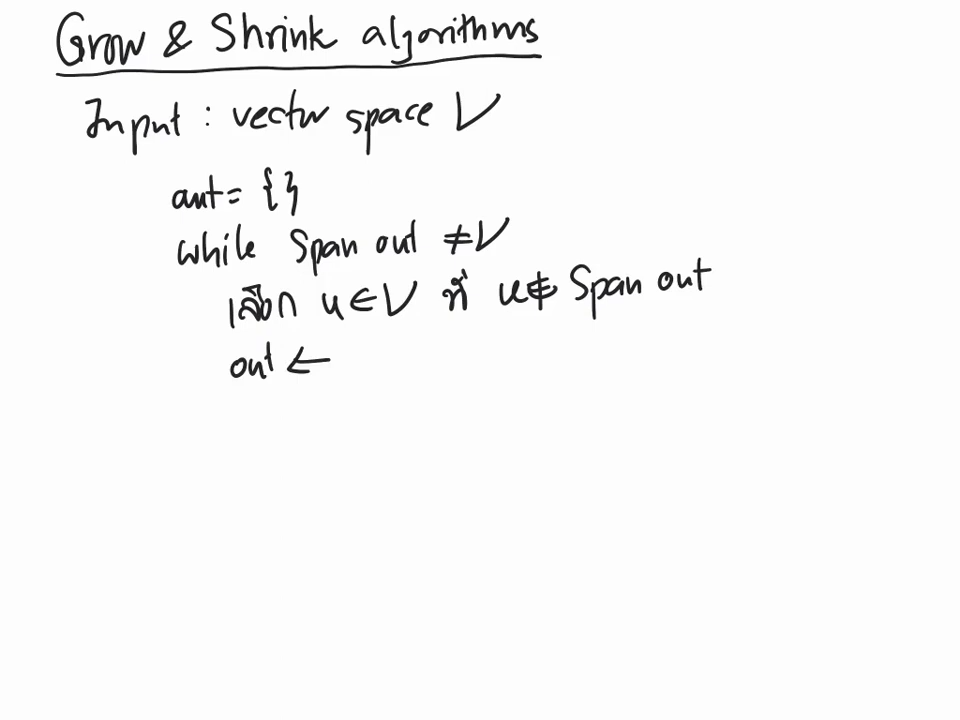 Grow & Shrink algorithms
Input : vector space V
out = { }
while Span out ≠ V
เลือก u ∈ V ที่ u ∉ Span out
out ←